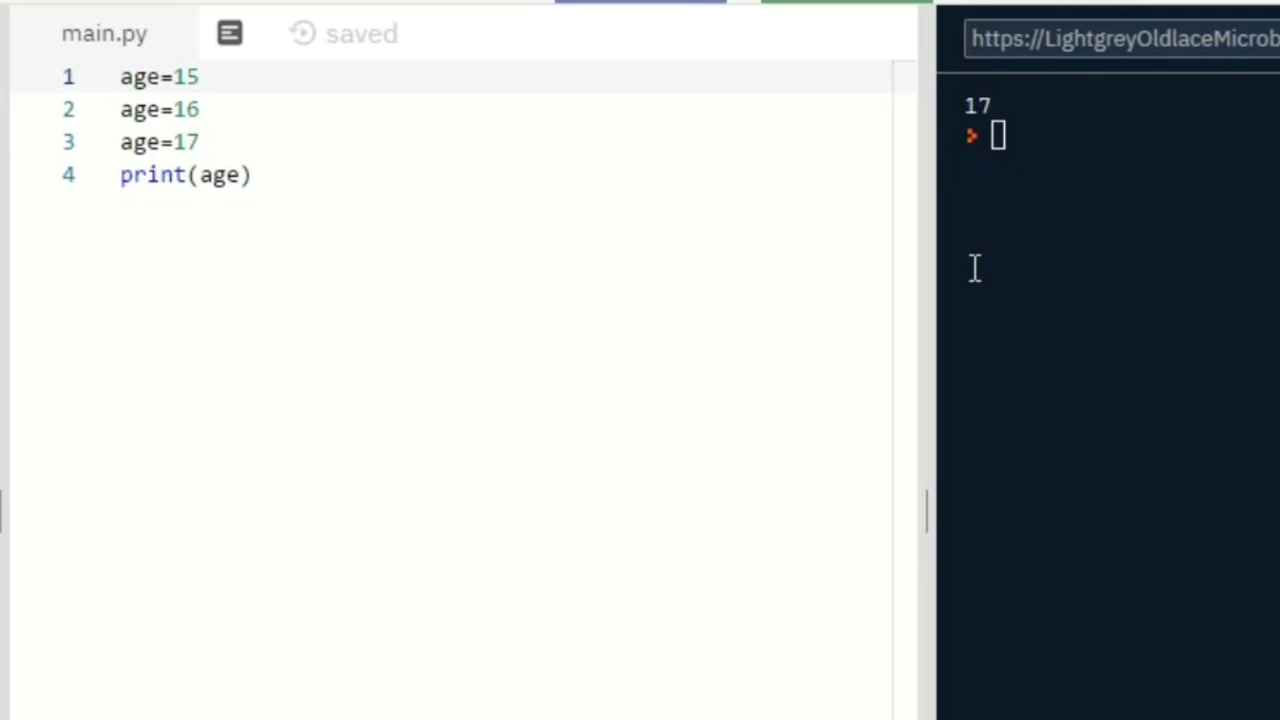 main.py saved
1 age=15
2 age=16
3 age=17
4 print(age)
https://LightgreyOldlaceMicrob
17